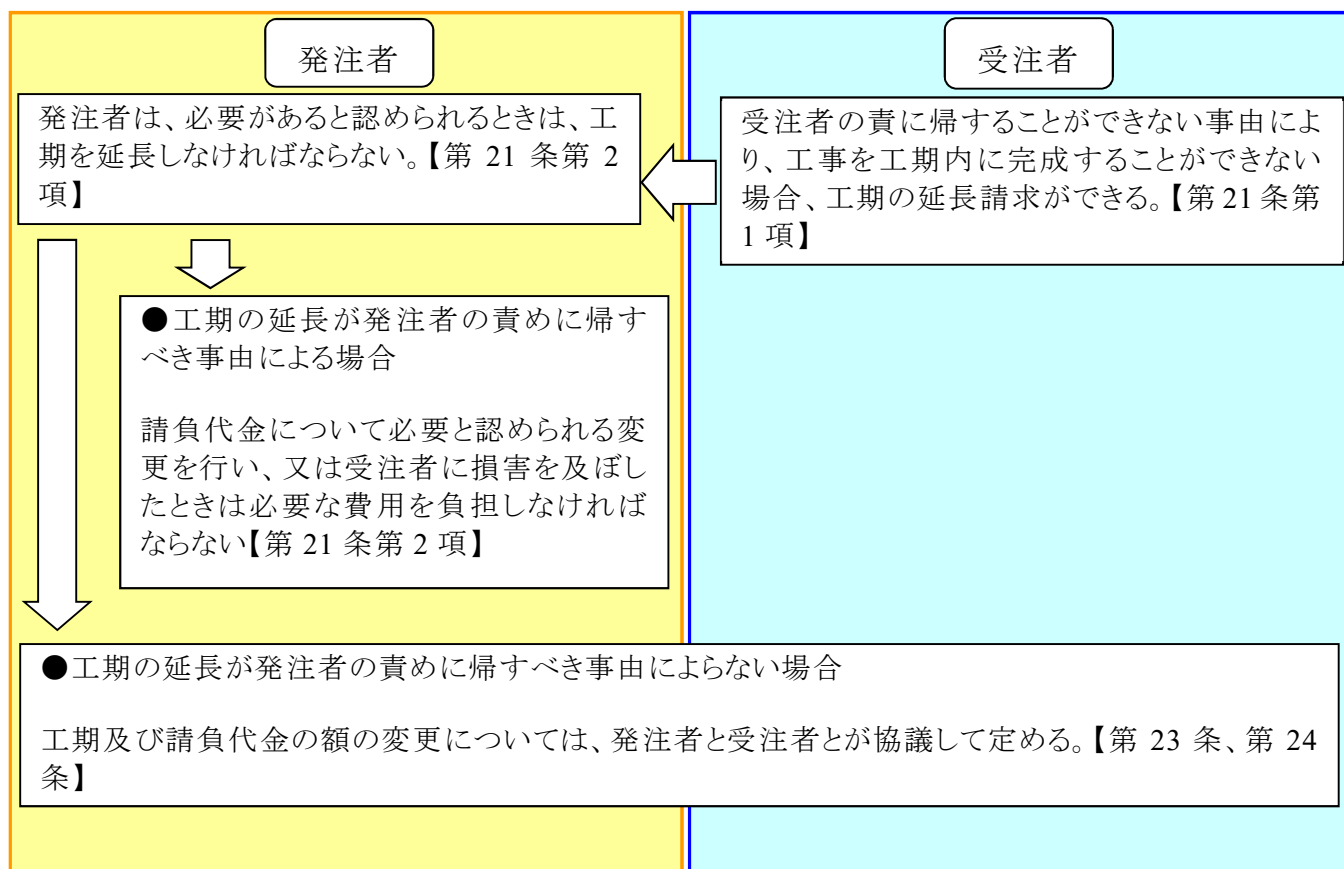 発注者
受注者
発注者は、必要があると認められるときは、工
期を延長しなければならない。【第 21 条第 2
項】
受注者の責に帰することができない事由によ
り、工事を工期内に完成することができない
場合、工期の延長請求ができる。【第 21 条第
1 項】
●工期の延長が発注者の責めに帰す
べき事由による場合
請負代金について必要と認められる変
更を行い、又は受注者に損害を及ぼし
たときは必要な費用を負担しなければ
ならない【第 21 条第 2 項】
●工期の延長が発注者の責めに帰すべき事由によらない場合
工期及び請負代金の額の変更については、発注者と受注者とが協議して定める。【第 23 条、第 24
条】